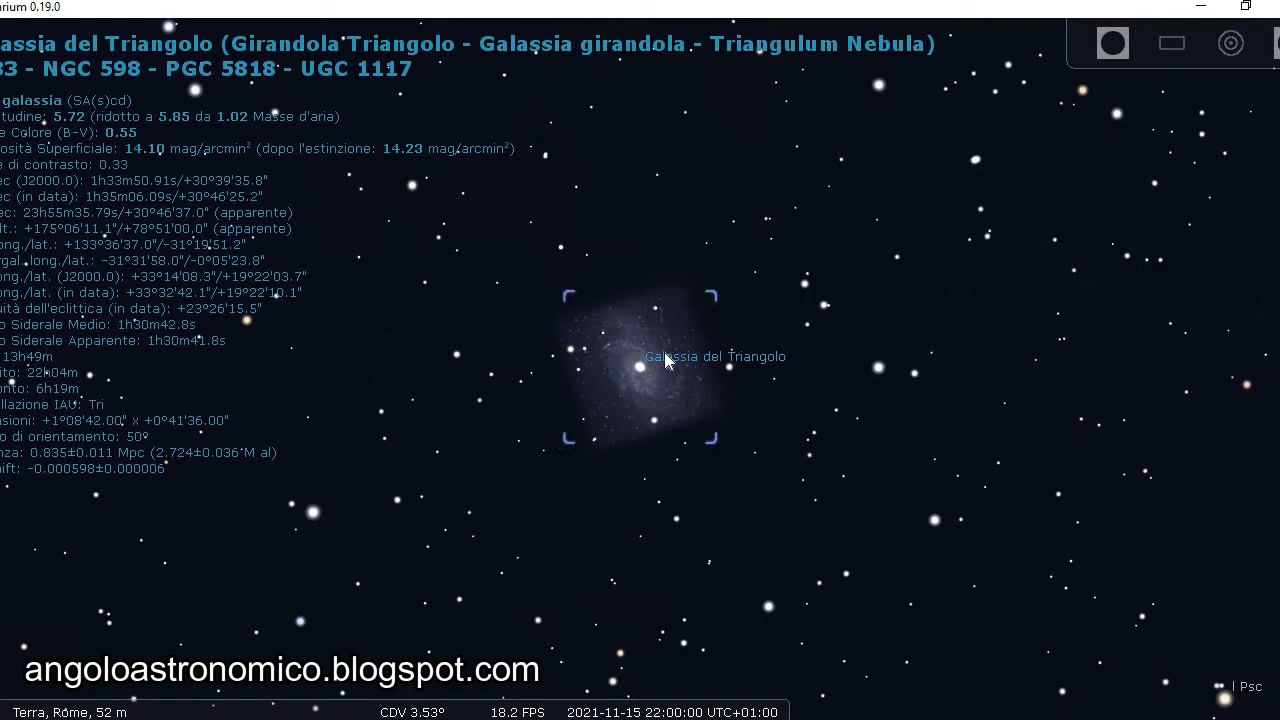 arium 0.19.0
assia del Triangolo (Girandola Triangolo - Galassia girandola - Triangulum Nebula)
33 - NGC 598 - PGC 5818 - UGC 1117
galassia (SA(s)cd)
tudine: 5.72 (ridotto a 5.85 da 1.02 Masse d'aria)
e Colore (B-V): 0.55
osità Superficiale: 14.10 mag/arcmin² (dopo l'estinzione: 14.23 mag/arcmin²)
e di contrasto: 0.33
ec (J2000.0): 1h33m50.91s/+30°39'35.8"
ec (in data): 1h35m06.09s/+30°46'25.2"
ec: 23h55m35.79s/+30°46'37.0" (apparente)
lt.: +175°06'11.1"/+78°51'00.0" (apparente)
ong./lat.: +133°36'37.0"/-31°19'51.2"
rgal. long./lat.: -31°31'58.0"/-0°05'23.8"
ong./lat. (J2000.0): +33°14'08.3"/+19°22'03.7"
ong./lat. (in data): +33°32'42.1"/+19°22'10.1"
uità dell'eclittica (in data): +23°26'15.5"
o Siderale Medio: 1h30m42.8s
o Siderale Apparente: 1h30m41.8s
13h49m
ito: 22h04m
onto: 6h19m
llazione IAU: Tri
nsioni: +1°08'42.00" x +0°41'36.00"
o di orientamento: 50°
nza: 0.835±0.011 Mpc (2.724±0.036 M al)
hift: -0.000598±0.000006
Galassia del Triangolo
angoloastronomico.blogspot.com
| Psc
Terra, Rome, 52 m CDV 3.53° 18.2 FPS 2021-11-15 22:00:00 UTC+01:00